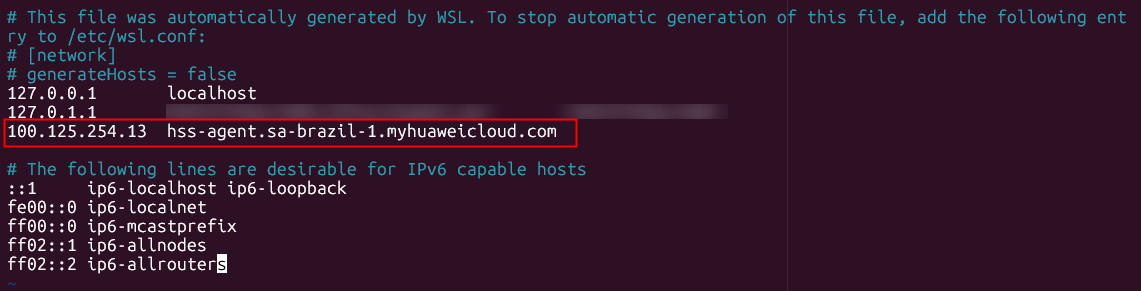 # This file was automatically generated by WSL. To stop automatic generation of this file, add the following ent
ry to /etc/wsl.conf:
# [network]
# generateHosts = false
127.0.0.1       localhost
127.0.1.1
100.125.254.13  hss-agent.sa-brazil-1.myhuaweicloud.com
# The following lines are desirable for IPv6 capable hosts
::1     ip6-localhost ip6-loopback
fe00::0 ip6-localnet
ff00::0 ip6-mcastprefix
ff02::1 ip6-allnodes
ff02::2 ip6-allrouters
~